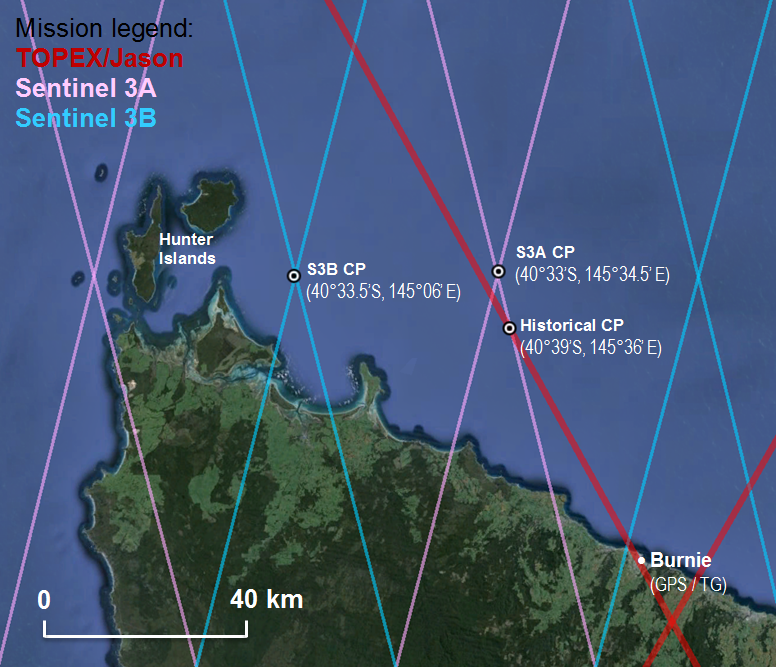 Mission legend:
TOPEX/Jason
Sentinel 3A
Sentinel 3B
Hunter
Islands
S3B CP
(40°33.5'S, 145°06' E)
S3A CP
(40°33'S, 145°34.5' E)
Historical CP
(40°39'S, 145°36' E)
Burnie
(GPS / TG)
0
40 km